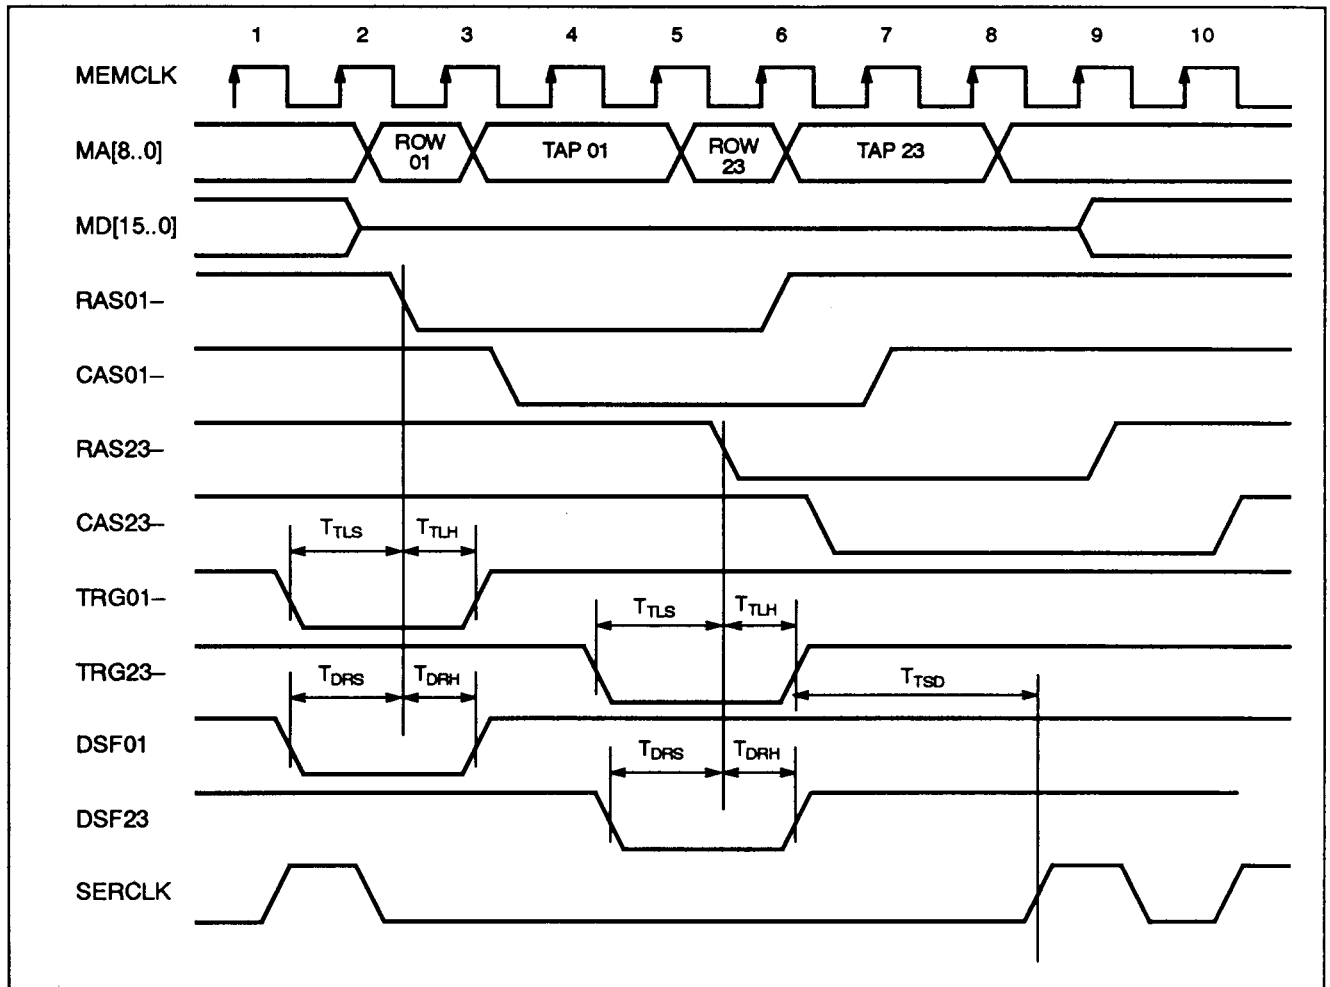 1 2 3 4 5 6 7 8 9 10
MEMCLK
MA[8..0]
ROW 01
TAP 01
ROW 23
TAP 23
MD[15..0]
RAS01–
CAS01–
RAS23–
CAS23–
TTLS TTLH
TRG01–
TTLS TTLH
TRG23–
TDRS TDRH
TTSD
DSF01
TDRS TDRH
DSF23
SERCLK